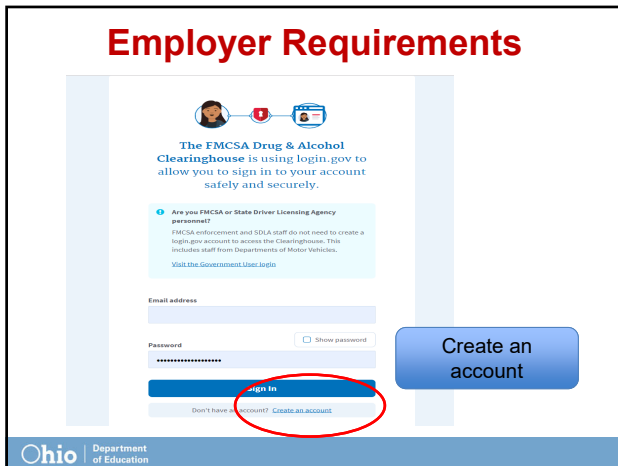 Employer Requirements
The FMCSA Drug & Alcohol
Clearinghouse is using login.gov to
allow you to sign in to your account
safely and securely.
Are you FMCSA or State Driver Licensing Agency
personnel?
FMCSA enforcement and SDLA staff do not need to create a
login.gov account to access the Clearinghouse. This
includes staff from Departments of Motor Vehicles.
Visit the Government User login
Email address
Password
Show password
••••••••••••••••••
Sign In
Don't have an account? Create an account
Create an
account
Ohio Department
of Education